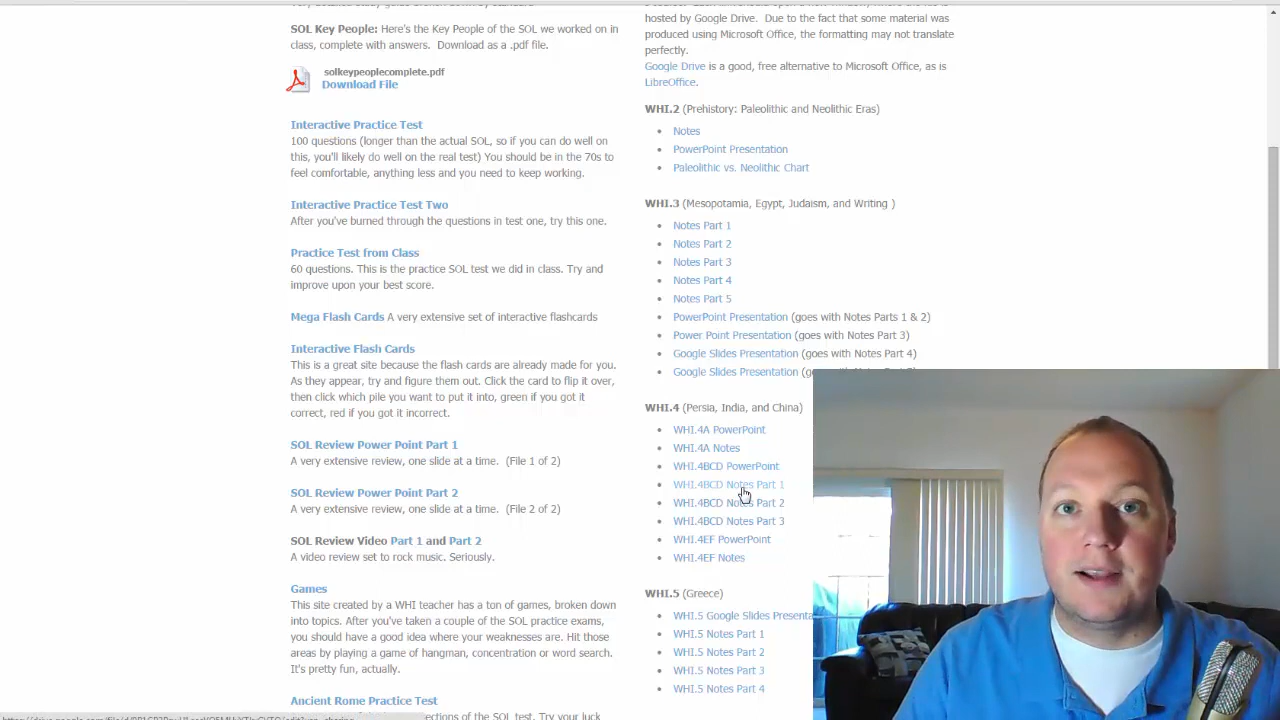 SOL Key People: Here's the Key People of the SOL we worked on in
class, complete with answers.  Download as a .pdf file.
solkeypeoplecomplete.pdf
Download File
Interactive Practice Test
100 questions (longer than the actual SOL, so if you can do well on
this, you'll likely do well on the real test) You should be in the 70s to
feel comfortable, anything less and you need to keep working.
Interactive Practice Test Two
After you've burned through the questions in test one, try this one.
Practice Test from Class
60 questions. This is the practice SOL test we did in class. Try and
improve upon your best score.
Mega Flash Cards A very extensive set of interactive flashcards
Interactive Flash Cards
This is a great site because the flash cards are already made for you.
As they appear, try and figure them out. Click the card to flip it over,
then click which pile you want to put it into, green if you got it
correct, red if you got it incorrect.
SOL Review Power Point Part 1
A very extensive review, one slide at a time.  (File 1 of 2)
SOL Review Power Point Part 2
A very extensive review, one slide at a time.  (File 2 of 2)
SOL Review Video Part 1 and Part 2
A video review set to rock music. Seriously.
Games
This site created by a WHI teacher has a ton of games, broken down
into topics. After you've taken a couple of the SOL practice exams,
you should have a good idea where your weaknesses are. Hit those
areas by playing a game of hangman, concentration or word search.
It's pretty fun, actually.
Ancient Rome Practice Test
ections of the SOL test. Try your luck
hosted by Google Drive.  Due to the fact that some material was
produced using Microsoft Office, the formatting may not translate
perfectly.
Google Drive is a good, free alternative to Microsoft Office, as is
LibreOffice.
WHI.2 (Prehistory: Paleolithic and Neolithic Eras)
• Notes
• PowerPoint Presentation
• Paleolithic vs. Neolithic Chart
WHI.3 (Mesopotamia, Egypt, Judaism, and Writing )
• Notes Part 1
• Notes Part 2
• Notes Part 3
• Notes Part 4
• Notes Part 5
• PowerPoint Presentation (goes with Notes Parts 1 & 2)
• Power Point Presentation (goes with Notes Part 3)
• Google Slides Presentation (goes with Notes Part 4)
• Google Slides Presentation
WHI.4 (Persia, India, and China)
• WHI.4A PowerPoint
• WHI.4A Notes
• WHI.4BCD PowerPoint
• WHI.4BCD Notes Part 1
• WHI.4BCD Notes Part 2
• WHI.4BCD Notes Part 3
• WHI.4EF PowerPoint
• WHI.4EF Notes
WHI.5 (Greece)
• WHI.5 Google Slides Presenta
• WHI.5 Notes Part 1
• WHI.5 Notes Part 2
• WHI.5 Notes Part 3
• WHI.5 Notes Part 4